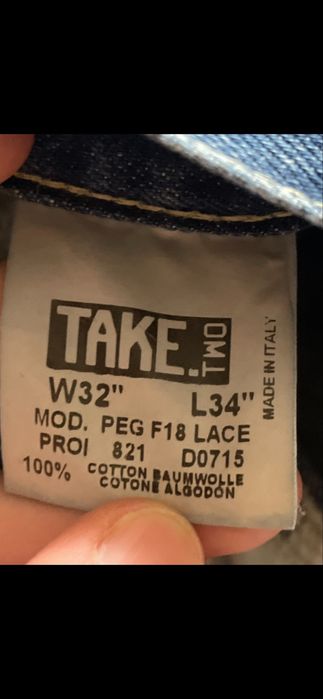 TAKE.TWO
W32" L34"
MADE IN ITALY
MOD. PEG F18 LACE
PROI 821 D0715
100% COTTON BAUMWOLLE
COTONE ALGODON